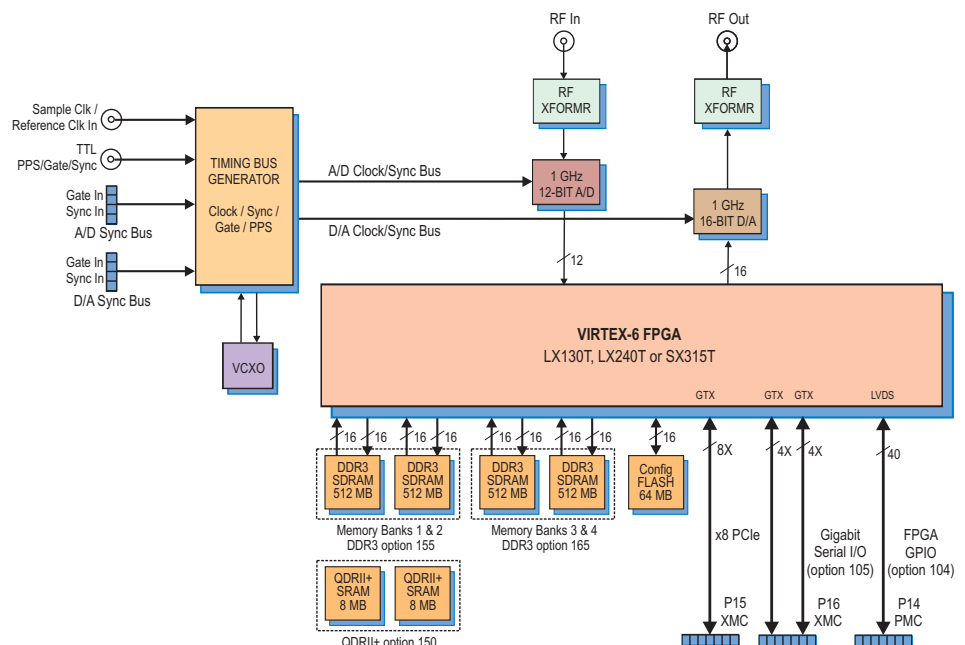 RF In
RF Out
RF
XFORMR
RF
XFORMR
Sample Clk /
Reference Clk In
TTL
PPS/Gate/Sync
Gate In
Sync In
A/D Sync Bus
Gate In
Sync In
D/A Sync Bus
TIMING BUS
GENERATOR
Clock / Sync /
Gate / PPS
VCXO
A/D Clock/Sync Bus
D/A Clock/Sync Bus
1 GHz
12-BIT A/D
1 GHz
16-BIT D/A
12
16
VIRTEX-6 FPGA
LX130T, LX240T or SX315T
GTX
GTX
GTX
LVDS
16
16
16
16
16
16
16
16
16
8X
4X
4X
40
DDR3
SDRAM
512 MB
DDR3
SDRAM
512 MB
DDR3
SDRAM
512 MB
DDR3
SDRAM
512 MB
Config
FLASH
64 MB
Memory Banks 1 & 2
DDR3 option 155
Memory Banks 3 & 4
DDR3 option 165
QDRII+
SRAM
8 MB
QDRII+
SRAM
8 MB
QDRII+ option 150
x8 PCIe
Gigabit
Serial I/O
(option 105)
FPGA
GPIO
(option 104)
P15
XMC
P16
XMC
P14
PMC